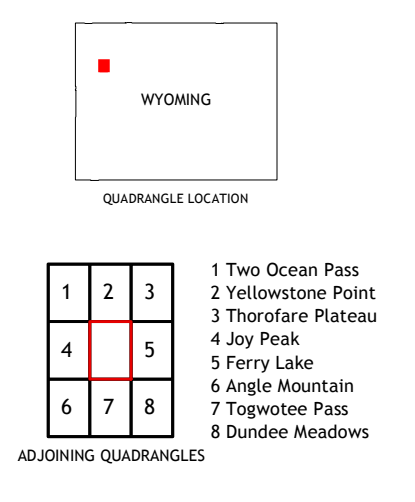 WYOMING
QUADRANGLE LOCATION
1 2 3
4 5
6 7 8
ADJOINING QUADRANGLES
1 Two Ocean Pass
2 Yellowstone Point
3 Thorofare Plateau
4 Joy Peak
5 Ferry Lake
6 Angle Mountain
7 Togwotee Pass
8 Dundee Meadows